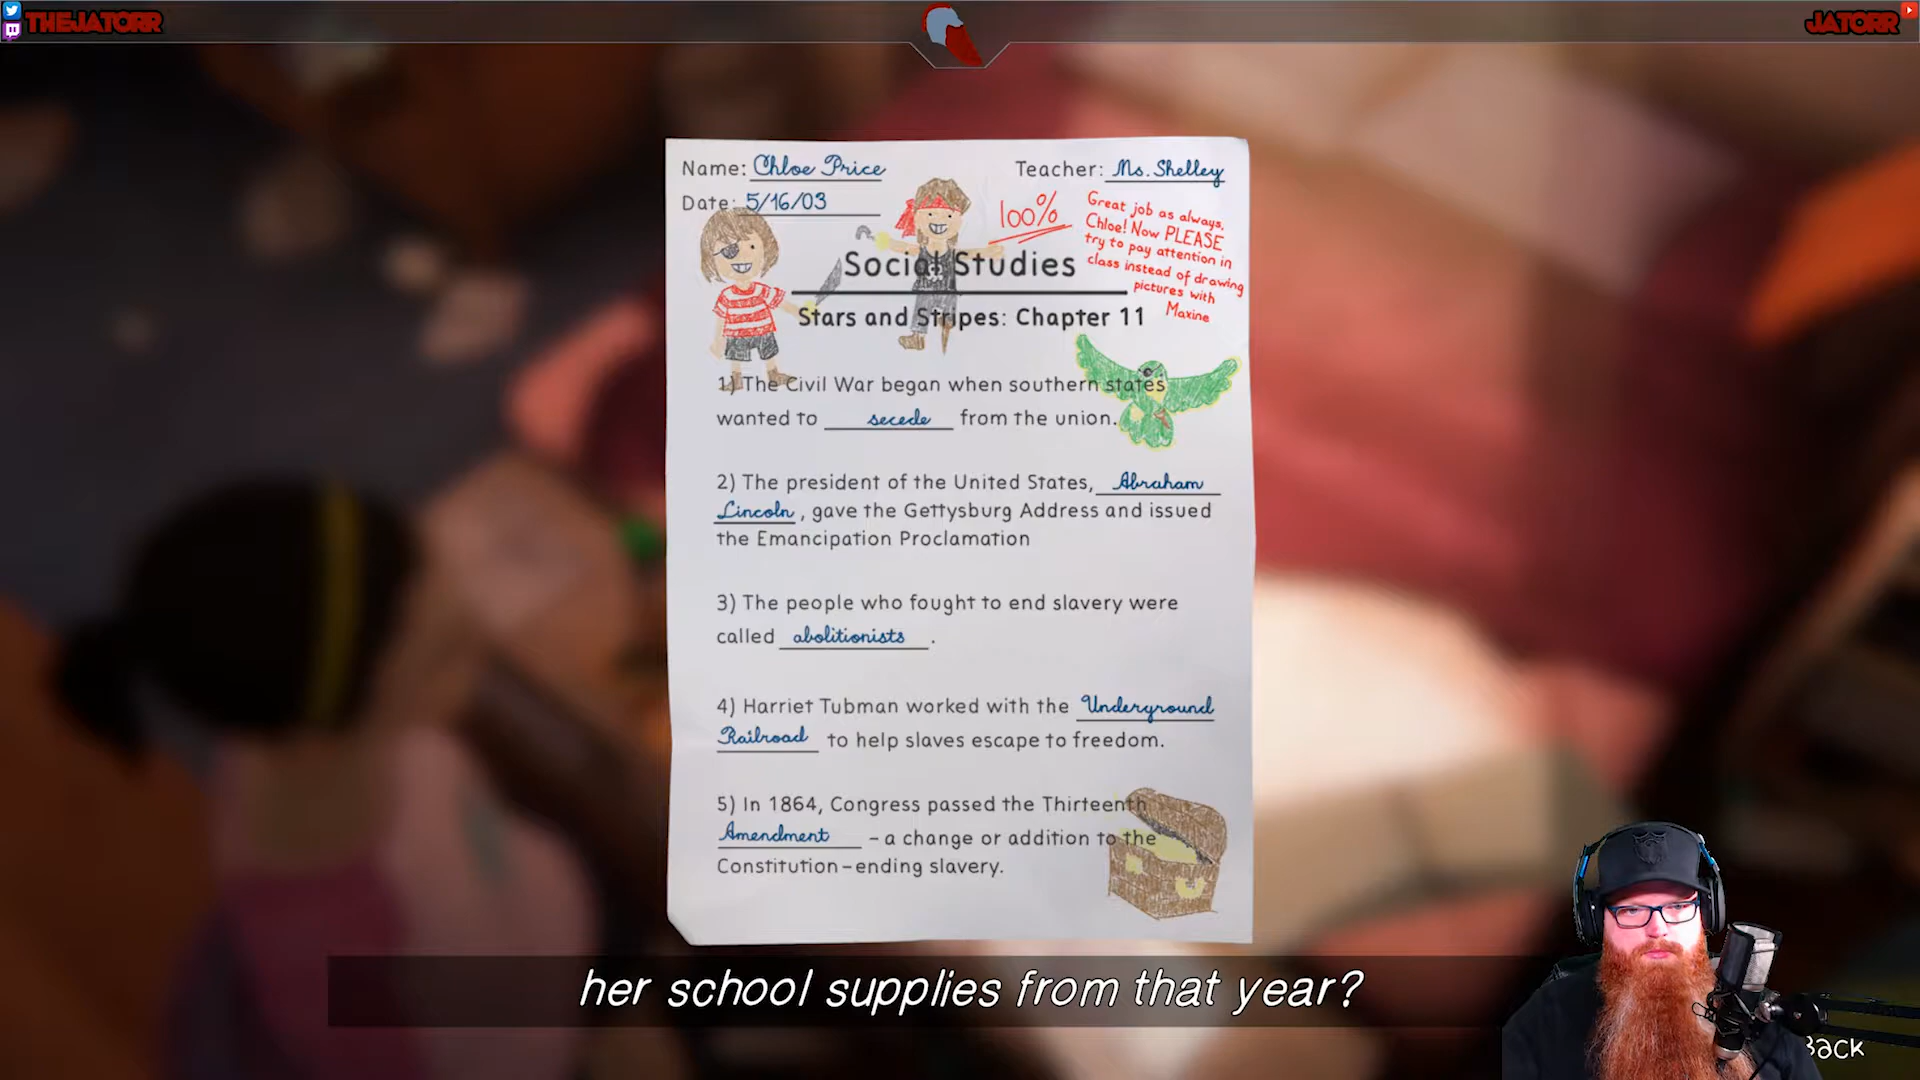 THEJATORR
JATORR
Name: Chloe Price
Teacher: Ms. Shelley
Date: 5/16/03
100%
Great job as always,
Chloe! Now PLEASE
try to pay attention in
class instead of drawing
pictures with
Maxine
Social Studies
Stars and Stripes: Chapter 11
1) The Civil War began when southern states
wanted to secede from the union.
2) The president of the United States, Abraham
Lincoln, gave the Gettysburg Address and issued
the Emancipation Proclamation
3) The people who fought to end slavery were
called abolitionists.
4) Harriet Tubman worked with the Underground
Railroad to help slaves escape to freedom.
5) In 1864, Congress passed the Thirteenth
Amendment – a change or addition to the
Constitution – ending slavery.
her school supplies from that year?
Back